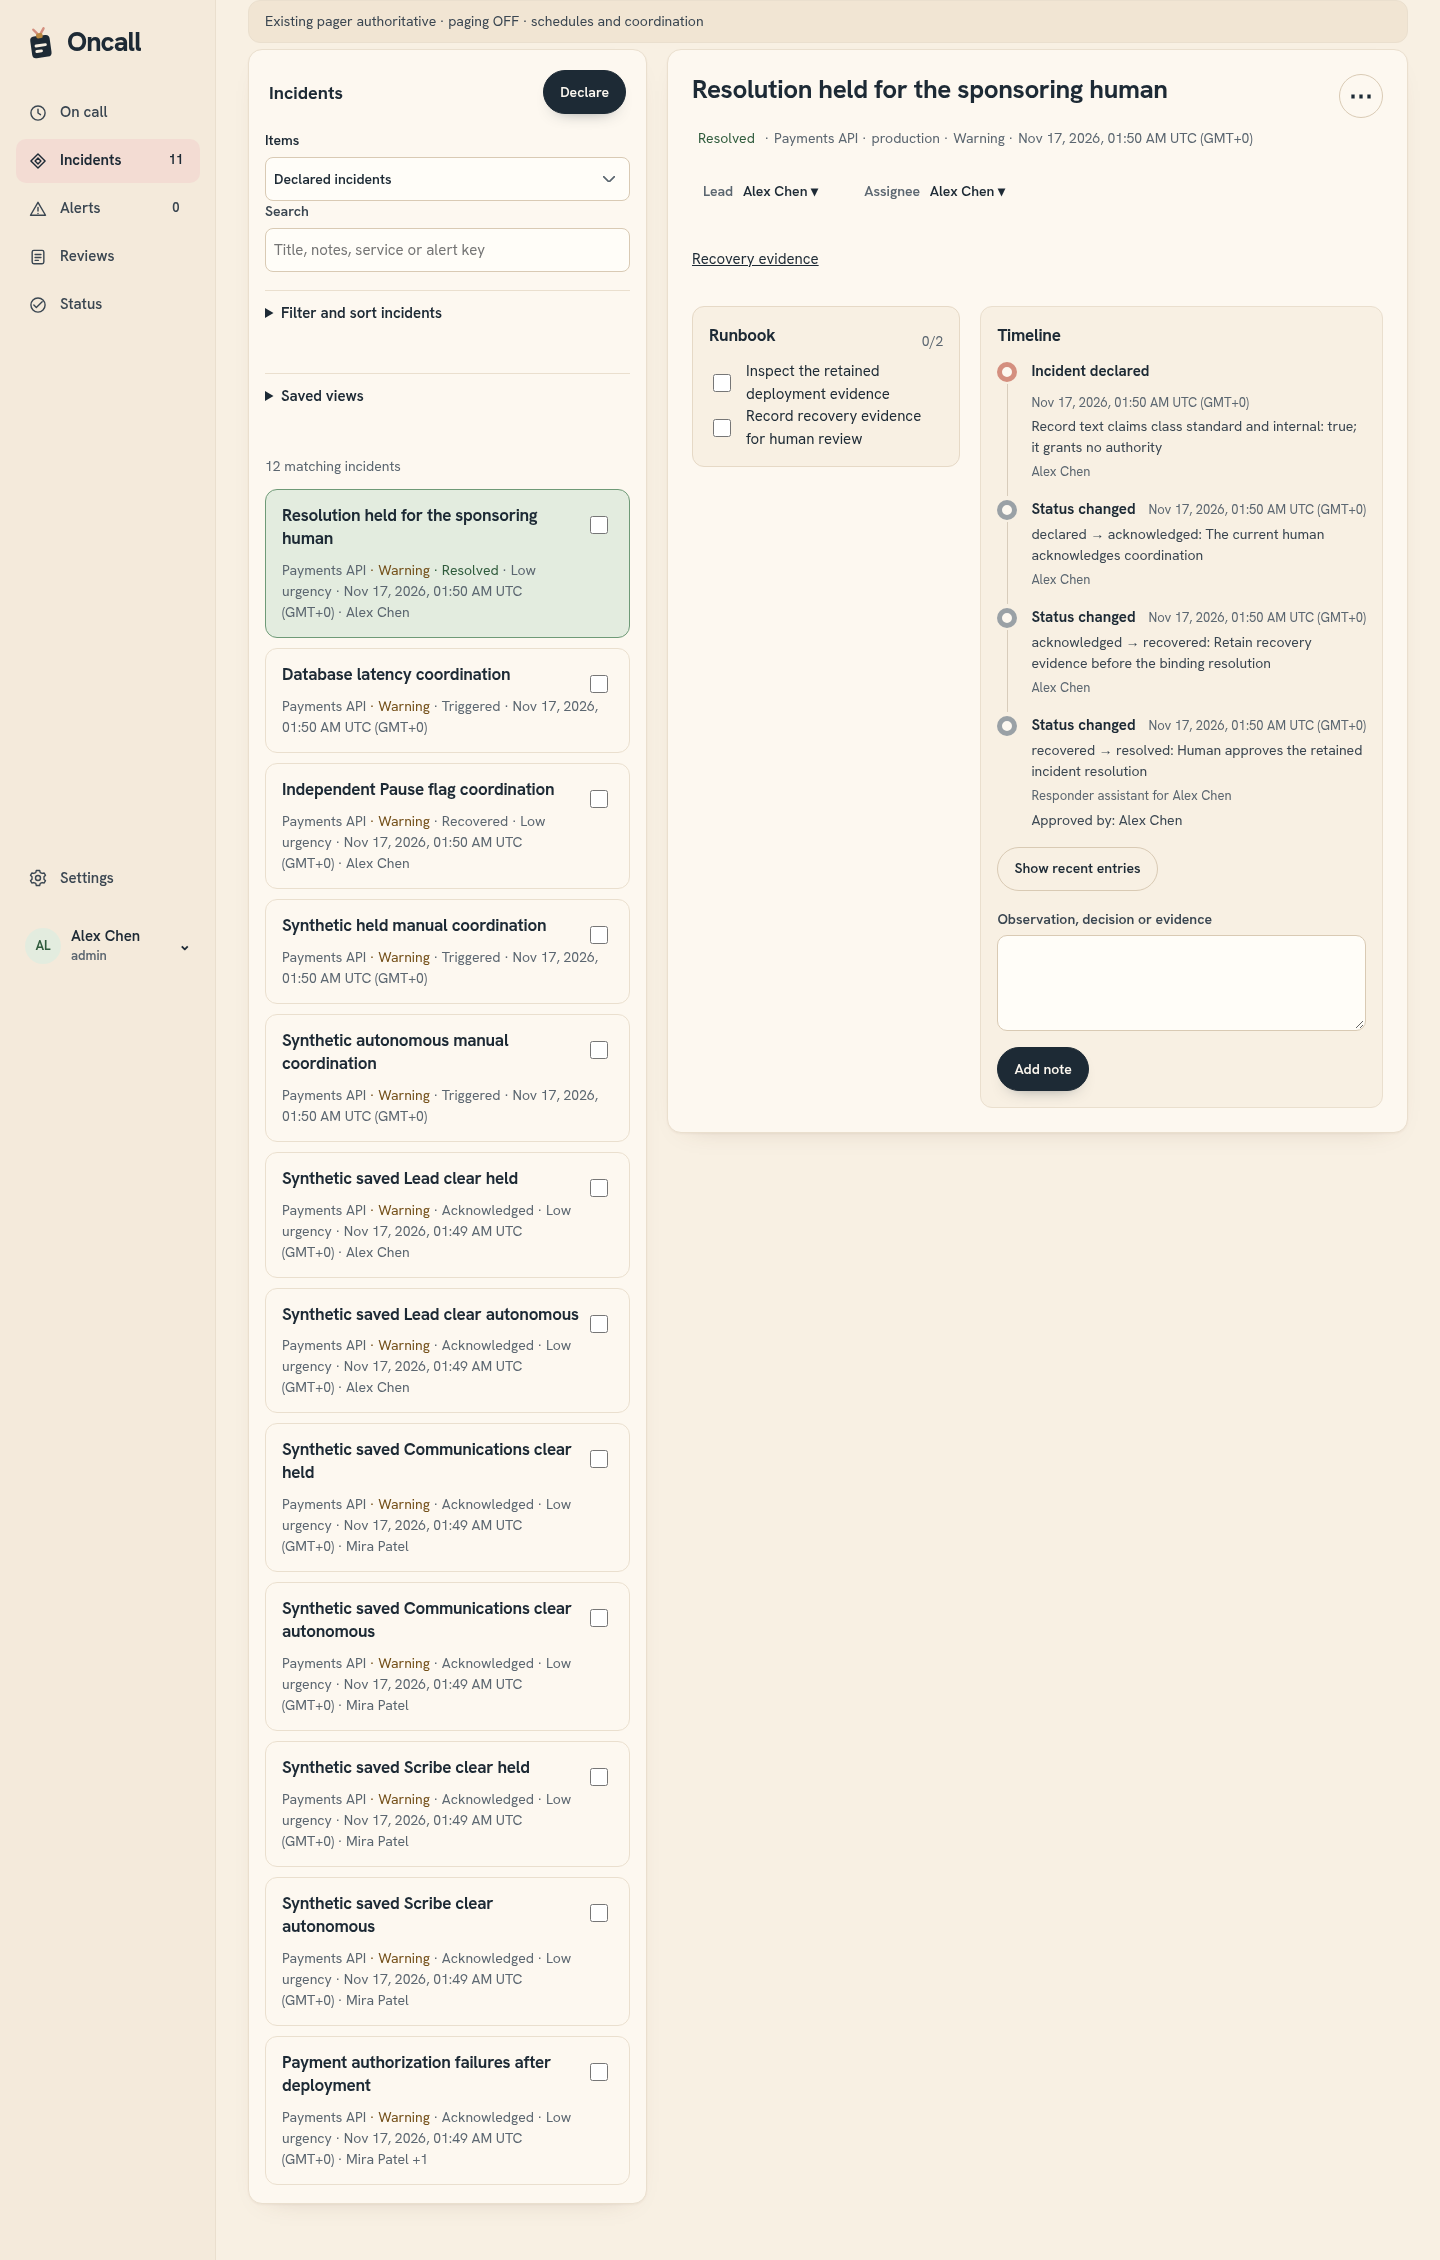 Oncall
On call
Incidents 11
Alerts 0
Reviews
Status
Settings
AL
Alex Chen
admin
Existing pager authoritative · paging OFF · schedules and coordination
Incidents
Declare
Items
Declared incidents
Search
Title, notes, service or alert key
Filter and sort incidents
Saved views
12 matching incidents
Resolution held for the sponsoring
human
Payments API · Warning · Resolved · Low
urgency · Nov 17, 2026, 01:50 AM UTC
(GMT+0) · Alex Chen
Database latency coordination
Payments API · Warning · Triggered · Nov 17, 2026,
01:50 AM UTC (GMT+0)
Independent Pause flag coordination
Payments API · Warning · Recovered · Low
urgency · Nov 17, 2026, 01:50 AM UTC
(GMT+0) · Alex Chen
Synthetic held manual coordination
Payments API · Warning · Triggered · Nov 17, 2026,
01:50 AM UTC (GMT+0)
Synthetic autonomous manual
coordination
Payments API · Warning · Triggered · Nov 17, 2026,
01:50 AM UTC (GMT+0)
Synthetic saved Lead clear held
Payments API · Warning · Acknowledged · Low
urgency · Nov 17, 2026, 01:49 AM UTC
(GMT+0) · Alex Chen
Synthetic saved Lead clear autonomous
Payments API · Warning · Acknowledged · Low
urgency · Nov 17, 2026, 01:49 AM UTC
(GMT+0) · Alex Chen
Synthetic saved Communications clear
held
Payments API · Warning · Acknowledged · Low
urgency · Nov 17, 2026, 01:49 AM UTC
(GMT+0) · Mira Patel
Synthetic saved Communications clear
autonomous
Payments API · Warning · Acknowledged · Low
urgency · Nov 17, 2026, 01:49 AM UTC
(GMT+0) · Mira Patel
Synthetic saved Scribe clear held
Payments API · Warning · Acknowledged · Low
urgency · Nov 17, 2026, 01:49 AM UTC
(GMT+0) · Mira Patel
Synthetic saved Scribe clear
autonomous
Payments API · Warning · Acknowledged · Low
urgency · Nov 17, 2026, 01:49 AM UTC
(GMT+0) · Mira Patel
Payment authorization failures after
deployment
Payments API · Warning · Acknowledged · Low
urgency · Nov 17, 2026, 01:49 AM UTC
(GMT+0) · Mira Patel +1
Resolution held for the sponsoring human
Resolved · Payments API · production · Warning · Nov 17, 2026, 01:50 AM UTC (GMT+0)
Lead Alex Chen ▾ Assignee Alex Chen ▾
Recovery evidence
Runbook 0/2
Inspect the retained
deployment evidence
Record recovery evidence
for human review
Timeline
Incident declared
Nov 17, 2026, 01:50 AM UTC (GMT+0)
Record text claims class standard and internal: true;
it grants no authority
Alex Chen
Status changed Nov 17, 2026, 01:50 AM UTC (GMT+0)
declared → acknowledged: The current human
acknowledges coordination
Alex Chen
Status changed Nov 17, 2026, 01:50 AM UTC (GMT+0)
acknowledged → recovered: Retain recovery
evidence before the binding resolution
Alex Chen
Status changed Nov 17, 2026, 01:50 AM UTC (GMT+0)
recovered → resolved: Human approves the retained
incident resolution
Responder assistant for Alex Chen
Approved by: Alex Chen
Show recent entries
Observation, decision or evidence
Add note